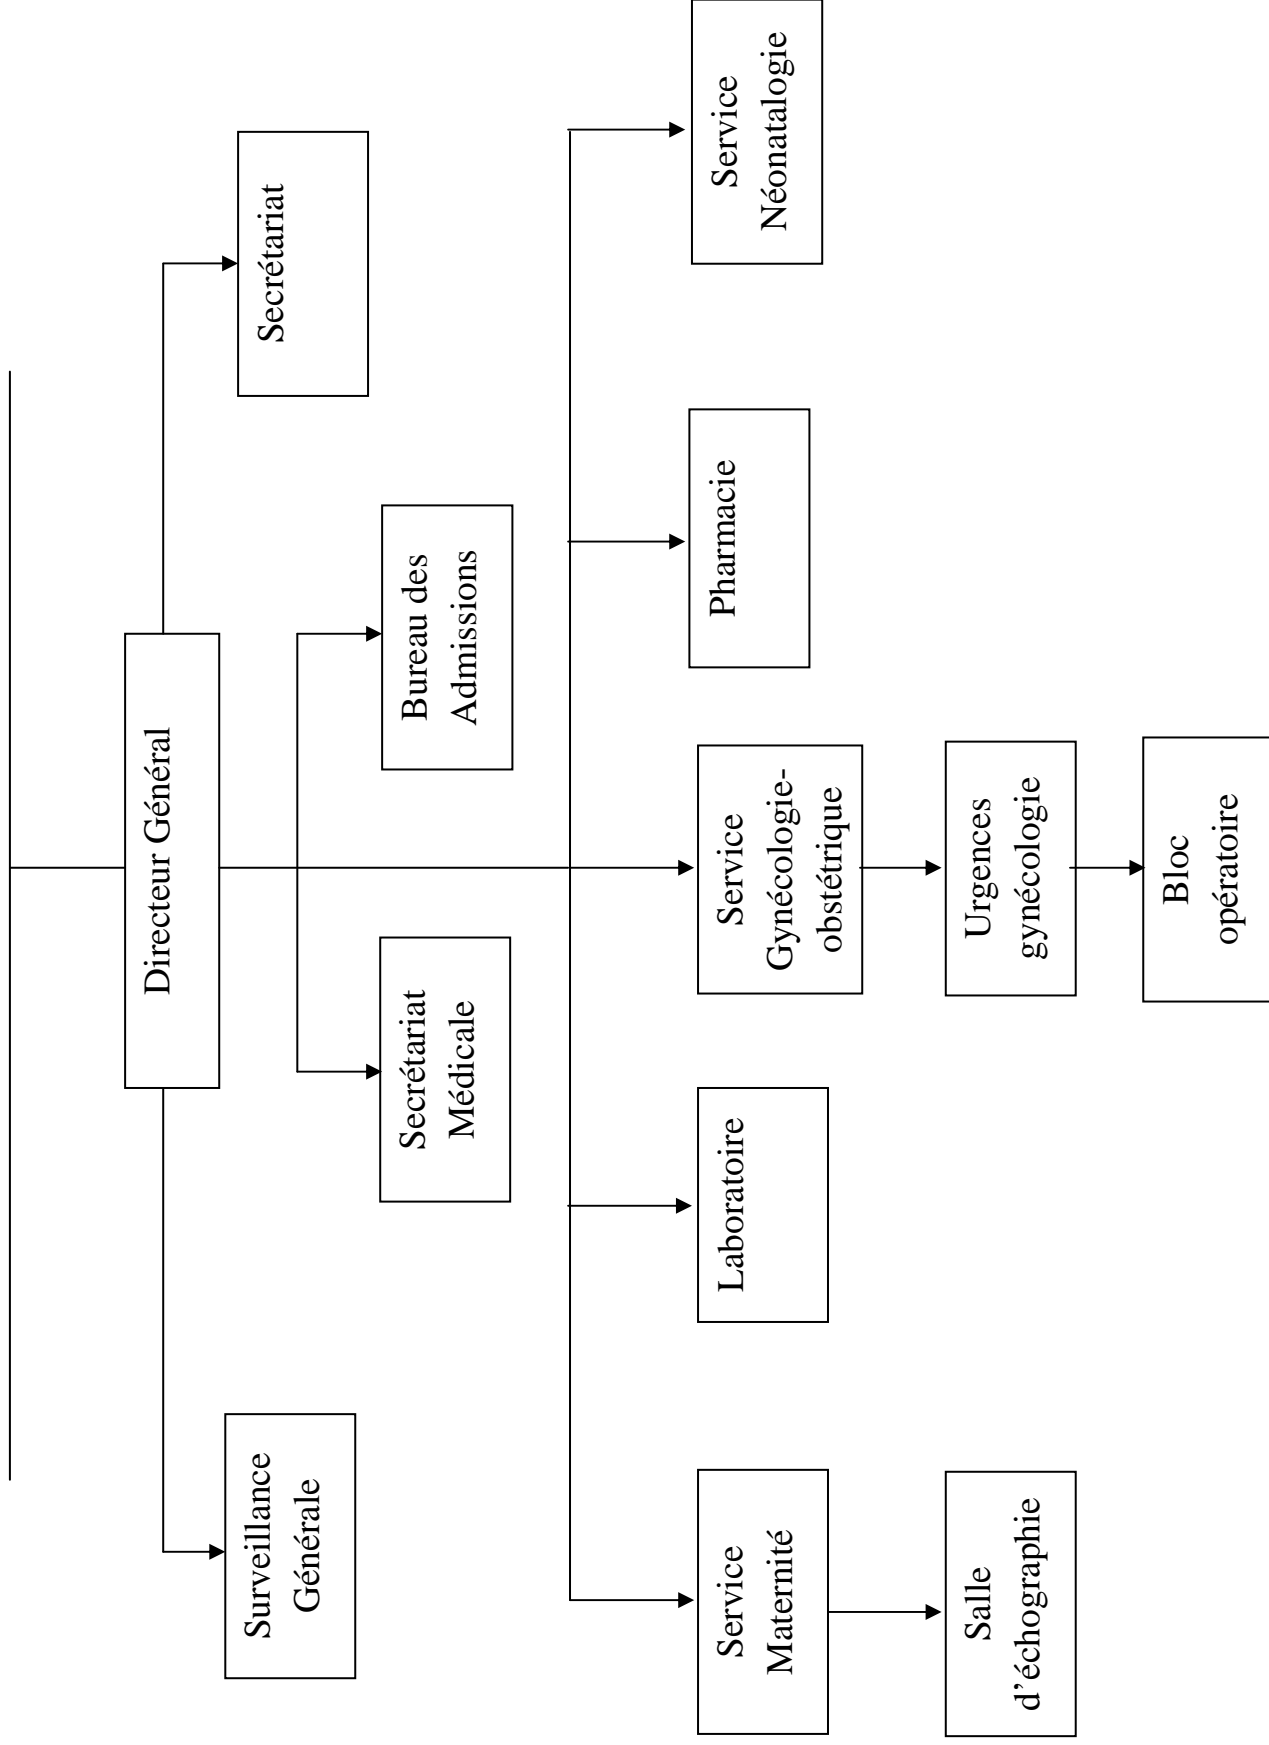 Directeur Général
Surveillance
Générale
Secrétariat
Secrétariat
Médicale
Bureau des
Admissions
Service
Maternité
Laboratoire
Service
Gynécologie-
obstétrique
Pharmacie
Service
Néonatalogie
Salle
d'échographie
Urgences
gynécologie
Bloc
opératoire